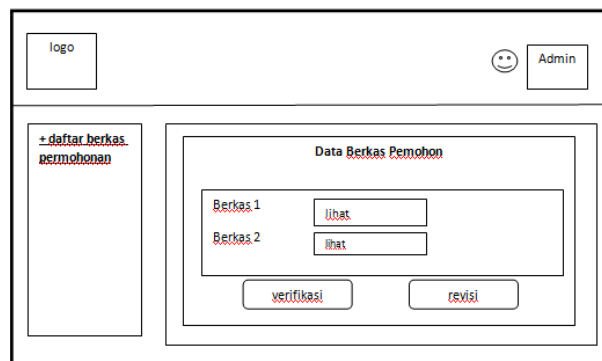 logo
Admin
+ daftar berkas
permohonan
Data Berkas Pemohon
Berkas 1
lihat
Berkas 2
lihat
verifikasi
revisi